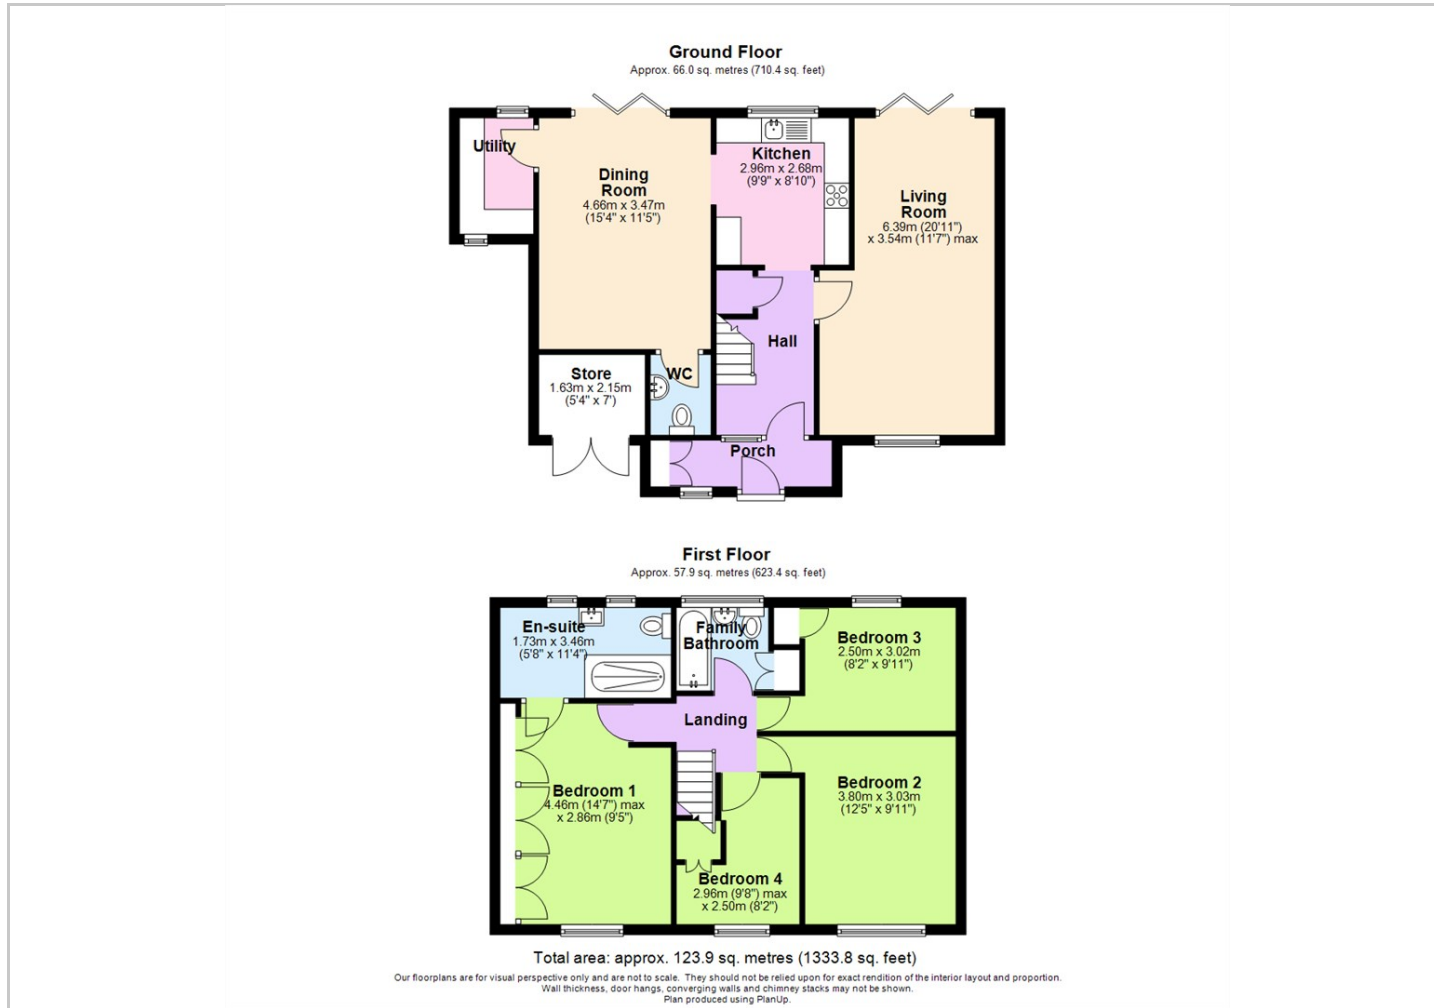 Ground Floor
Approx. 66.0 sq. metres (710.4 sq. feet)
Utility
Dining
Room
4.66m x 3.47m
(15'4" x 11'5")
Kitchen
2.96m x 2.68m
(9'9" x 8'10")
Living
Room
6.39m (20'11")
x 3.54m (11'7") max
Hall
Store
1.63m x 2.15m
(5'4" x 7')
WC
Porch
First Floor
Approx. 57.9 sq. metres (623.4 sq. feet)
En-suite
1.73m x 3.46m
(5'8" x 11'4")
Family
Bathroom
Bedroom 3
2.50m x 3.02m
(8'2" x 9'11")
Landing
Bedroom 1
4.46m (14'7") max
x 2.86m (9'5")
Bedroom 2
3.80m x 3.03m
(12'5" x 9'11")
Bedroom 4
2.96m (9'8") max
x 2.50m (8'2")
Total area: approx. 123.9 sq. metres (1333.8 sq. feet)
Our floorplans are for visual perspective only and are not to scale. They should not be relied upon for exact rendition of the interior layout and proportion.
Wall thickness, door hangs, converging walls and chimney stacks may not be shown.
Plan produced using PlanUp.